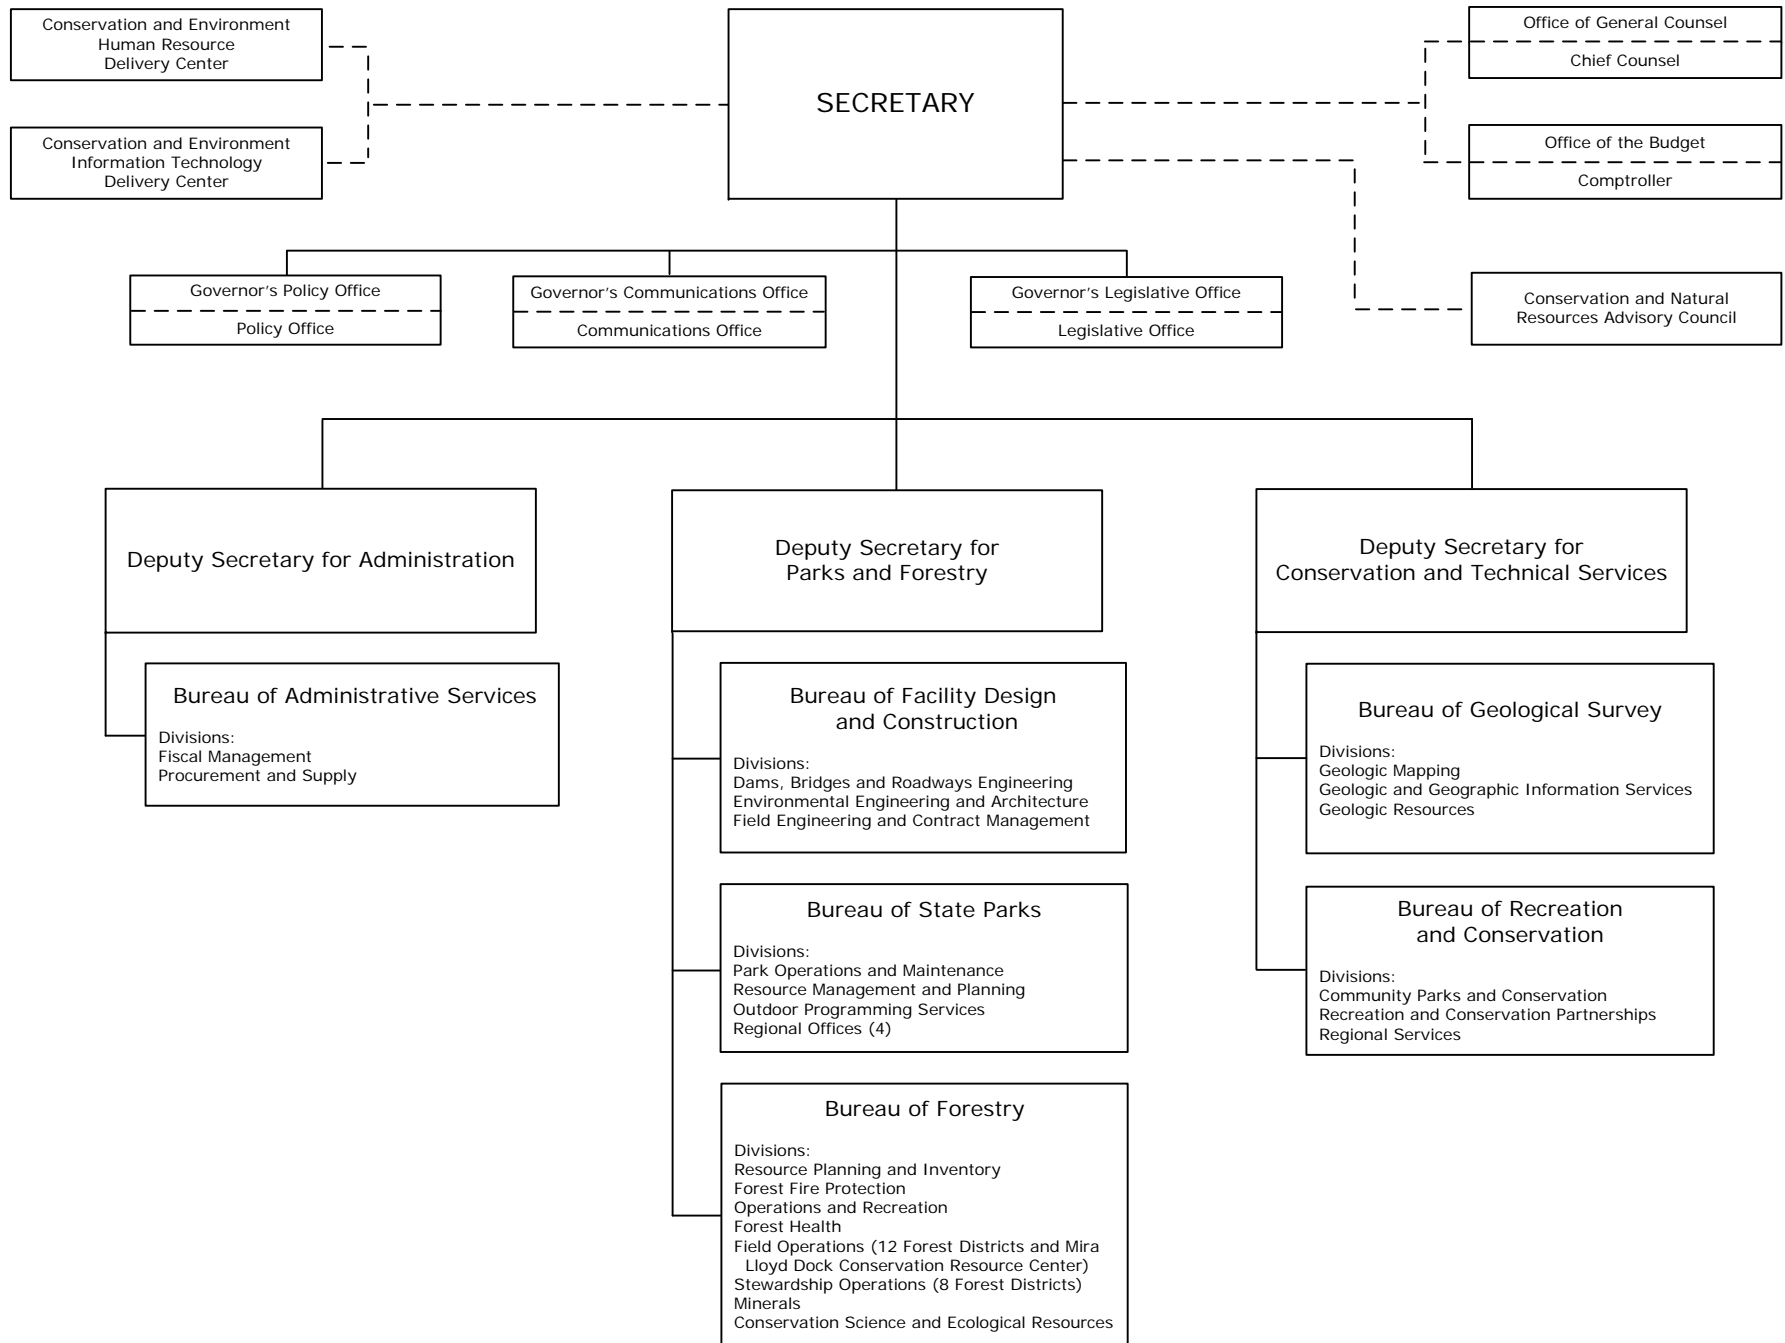 Conservation and Environment
Human Resource
Delivery Center
Conservation and Environment
Information Technology
Delivery Center
SECRETARY
Office of General Counsel
Chief Counsel
Office of the Budget
Comptroller
Governor's Policy Office
Policy Office
Governor's Communications Office
Communications Office
Governor's Legislative Office
Legislative Office
Conservation and Natural
Resources Advisory Council
Deputy Secretary for Administration
Bureau of Administrative Services
Divisions:
Fiscal Management
Procurement and Supply
Deputy Secretary for
Parks and Forestry
Bureau of Facility Design
and Construction
Divisions:
Dams, Bridges and Roadways Engineering
Environmental Engineering and Architecture
Field Engineering and Contract Management
Bureau of State Parks
Divisions:
Park Operations and Maintenance
Resource Management and Planning
Outdoor Programming Services
Regional Offices (4)
Bureau of Forestry
Divisions:
Resource Planning and Inventory
Forest Fire Protection
Operations and Recreation
Forest Health
Field Operations (12 Forest Districts and Mira
Lloyd Dock Conservation Resource Center)
Stewardship Operations (8 Forest Districts)
Minerals
Conservation Science and Ecological Resources
Deputy Secretary for
Conservation and Technical Services
Bureau of Geological Survey
Divisions:
Geologic Mapping
Geologic and Geographic Information Services
Geologic Resources
Bureau of Recreation
and Conservation
Divisions:
Community Parks and Conservation
Recreation and Conservation Partnerships
Regional Services